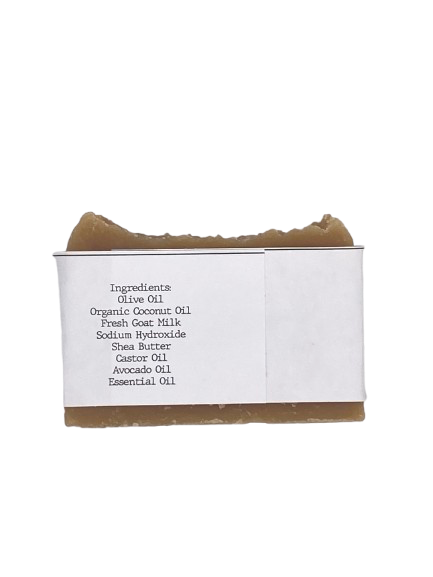 Ingredients:
Olive Oil
Organic Coconut Oil
Fresh Goat Milk
Sodium Hydroxide
Shea Butter
Castor Oil
Avocado Oil
Essential Oil